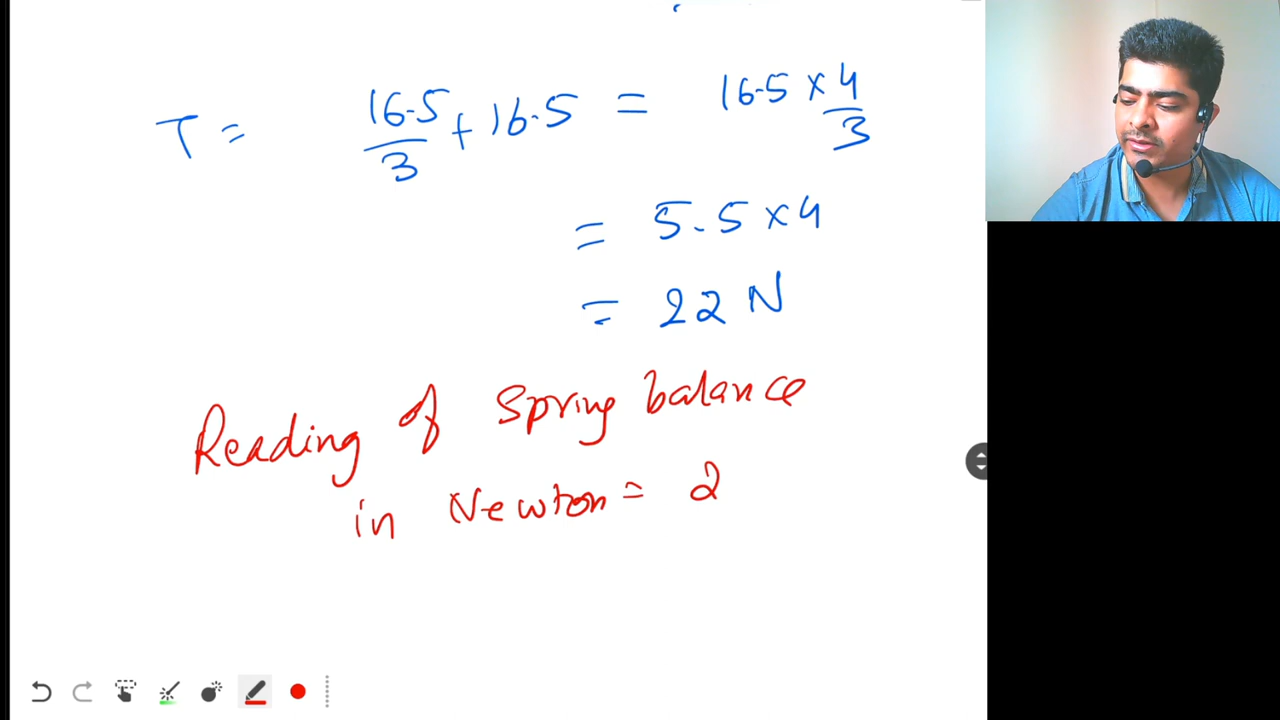 T = 16.5/3 + 16.5 = 16.5 × 4/3
= 5.5 × 4
= 22 N
Reading of Spring balance
in Newton = 2